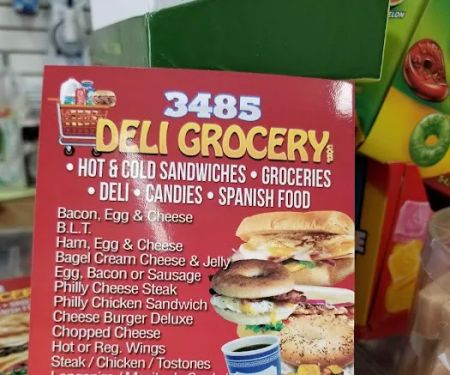 3485
DELI GROCERY
• HOT & COLD SANDWICHES • GROCERIES
• DELI • CANDIES • SPANISH FOOD
Bacon, Egg & Cheese
B.L.T.
Ham, Egg & Cheese
Bagel Cream Cheese & Jelly
Egg, Bacon or Sausage
Philly Cheese Steak
Philly Chicken Sandwich
Cheese Burger Deluxe
Chopped Cheese
Hot or Reg. Wings
Steak / Chicken / Tostones